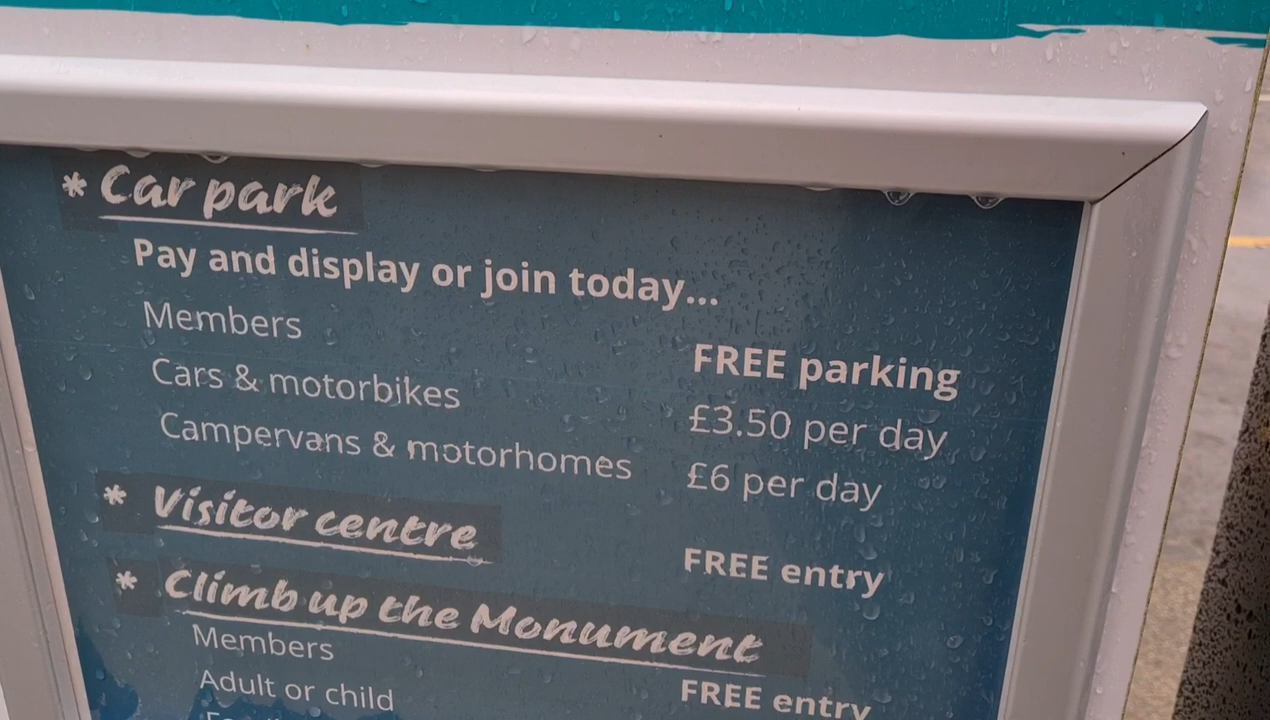 * Car park
Pay and display or join today...
Members FREE parking
Cars & motorbikes £3.50 per day
Campervans & motorhomes £6 per day
* Visitor centre FREE entry
* Climb up the Monument
Members FREE entry
Adult or child